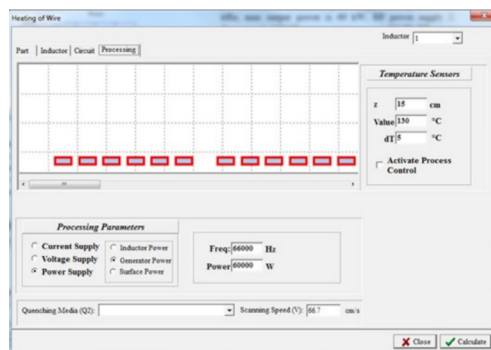 Heating of Wire
Inductor 1
Part Inductor Circuit Processing
Temperature Sensors
z 15 cm
Value 130 °C
dT 5 °C
Activate Process
Control
Processing Parameters
Current Supply
Voltage Supply
Power Supply
Inductor Power
Generator Power
Surface Power
Freq: 66000 Hz
Power 60000 W
Quenching Media (Q2):
Scanning Speed (V): 66.7 cm/s
Close
Calculate